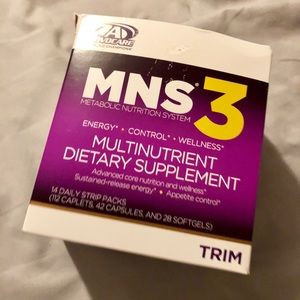 ADVOCARE
MNS® 3
METABOLIC NUTRITION SYSTEM
ENERGY* • CONTROL* • WELLNESS*
MULTINUTRIENT
DIETARY SUPPLEMENT
Advanced core nutrition and wellness*
Sustained-release energy* • Appetite control*
14 DAILY STRIP PACKS
(112 CAPLETS, 42 CAPSULES, AND 28 SOFTGELS)
TRIM